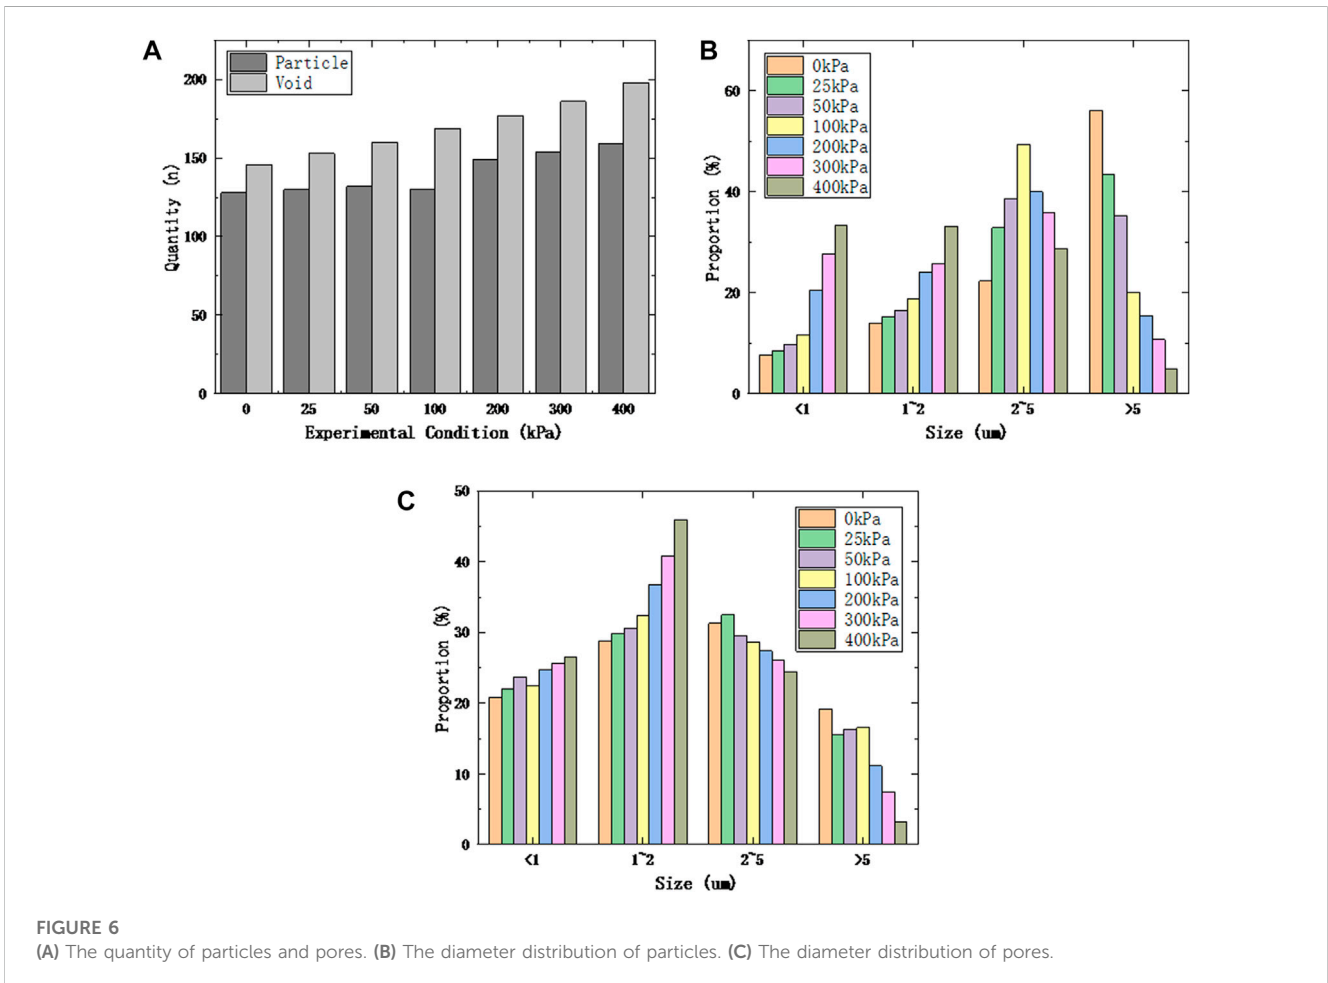 A
Particle
Void
200
150
100
50
0
Quantity (n)
0 25 50 100 200 300 400
Experimental Condition (kPa)
B
0kPa
25kPa
50kPa
100kPa
200kPa
300kPa
400kPa
60
40
20
0
Proportion (%)
<1 1~2 2~5 >5
Size (um)
C
0kPa
25kPa
50kPa
100kPa
200kPa
300kPa
400kPa
50
40
30
20
10
0
Proportion (%)
<1 1~2 2~5 >5
Size (um)
FIGURE 6
(A) The quantity of particles and pores. (B) The diameter distribution of particles. (C) The diameter distribution of pores.